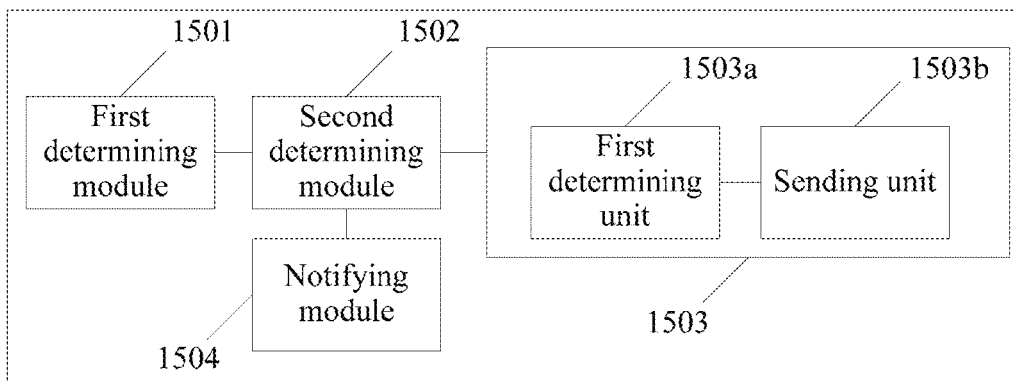 1501
1502
1503a
1503b
First
determining
module
Second
determining
module
First
determining
unit
Sending unit
Notifying
module
1503
1504